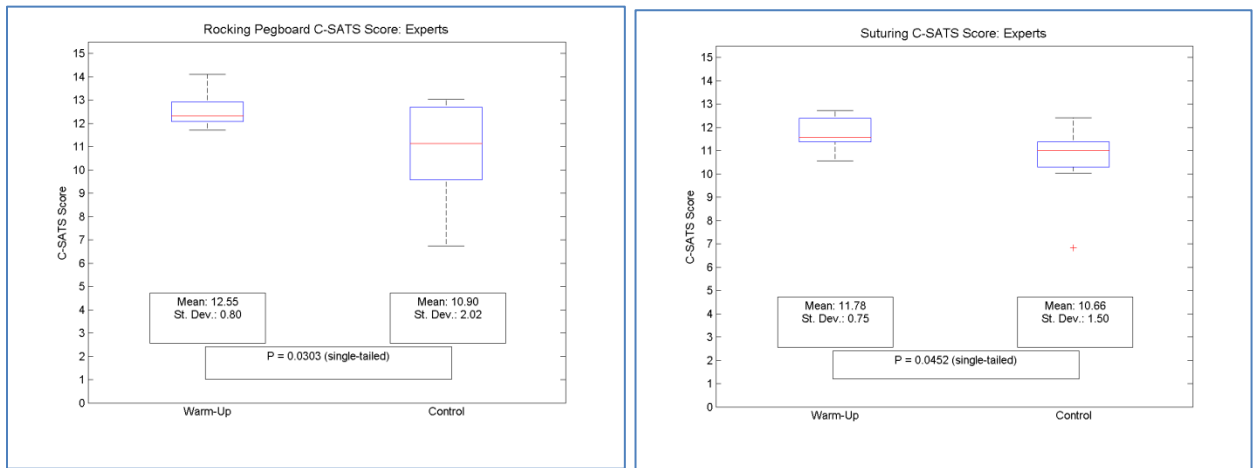 Rocking Pegboard C-SATS Score: Experts
15
14
13
12
11
10
9
8
7
6
5
4
3
2
1
0
C-SATS Score
Mean: 12.55
St. Dev.: 0.80
Mean: 10.90
St. Dev.: 2.02
P = 0.0303 (single-tailed)
Warm-Up Control
Suturing C-SATS Score: Experts
15
14
13
12
11
10
9
8
7
6
5
4
3
2
1
0
C-SATS Score
Mean: 11.78
St. Dev.: 0.75
Mean: 10.66
St. Dev.: 1.50
P = 0.0452 (single-tailed)
Warm-Up Control